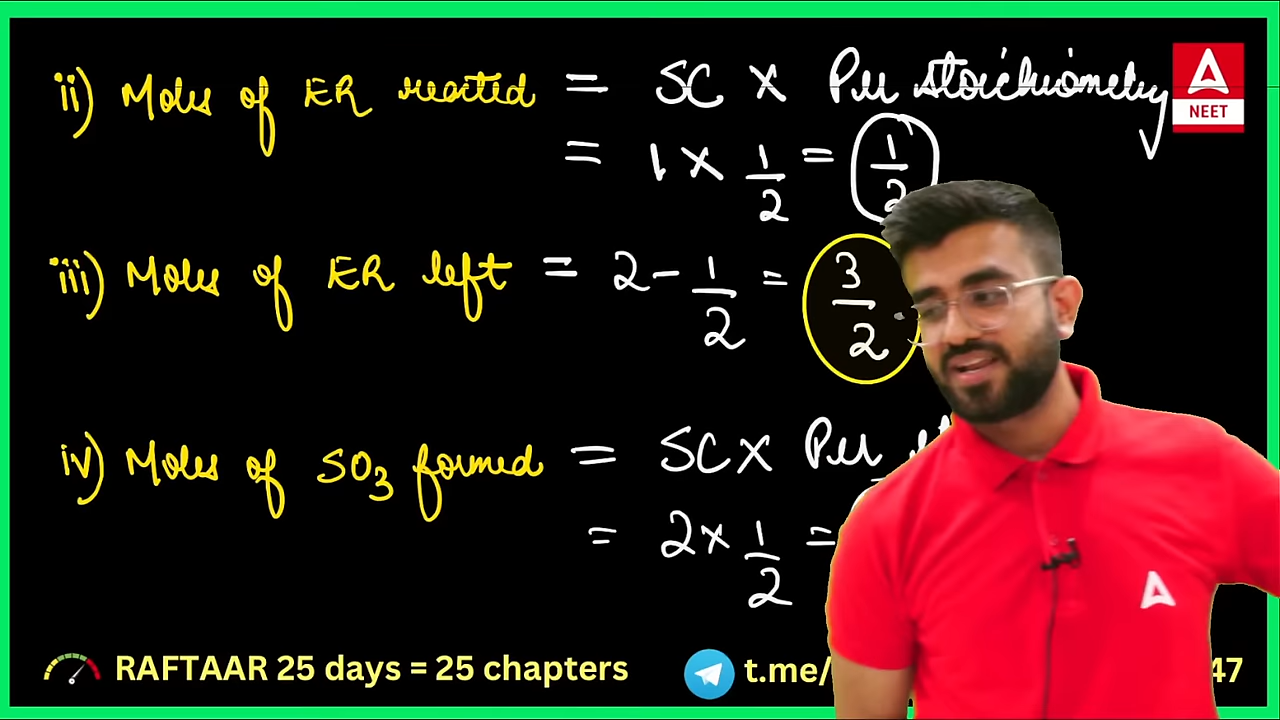 ii) Moles of ER reacted = SC × Per stoichiometry
= 1 × 1/2 = 1/2
iii) Moles of ER left = 2 - 1/2 = 3/2
iv) Moles of SO3 formed = SC × Per
= 2 × 1/2 =
NEET
RAFTAAR 25 days = 25 chapters
t.me/
47